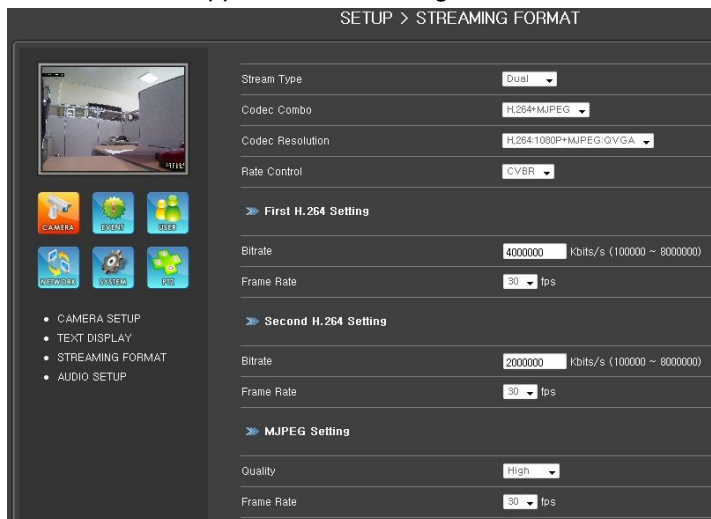 SETUP > STREAMING FORMAT
Stream Type Dual
Codec Combo H.264+MJPEG
Codec Resolution H.264:1080P+MJPEG:QVGA
Rate Control CVBR
First H.264 Setting
Bitrate 4000000 Kbits/s (100000 ~ 8000000)
Frame Rate 30 fps
Second H.264 Setting
Bitrate 2000000 Kbits/s (100000 ~ 8000000)
Frame Rate 30 fps
MJPEG Setting
Quality High
Frame Rate 30 fps
CAMERA EVENT USER
NETWORK SYSTEM PTZ
CAMERA SETUP
TEXT DISPLAY
STREAMING FORMAT
AUDIO SETUP